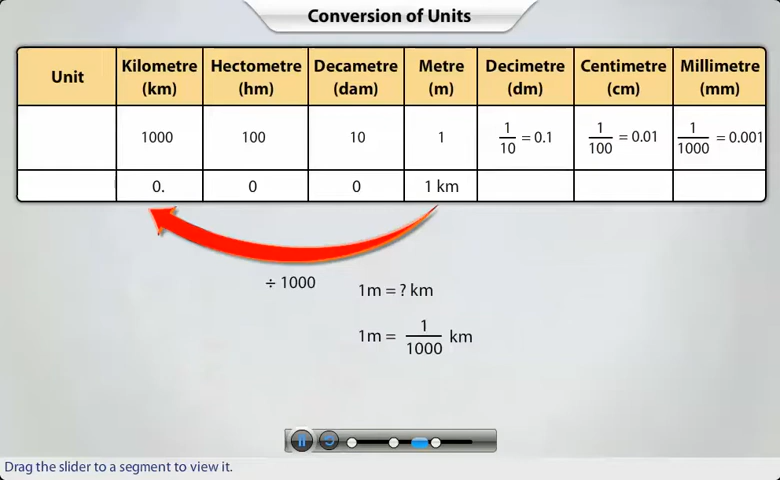 Conversion of Units
Unit Kilometre (km) Hectometre (hm) Decametre (dam) Metre (m) Decimetre (dm) Centimetre (cm) Millimetre (mm)
1000 100 10 1 1/10 = 0.1 1/100 = 0.01 1/1000 = 0.001
0. 0 0 1 km
÷ 1000
1m = ? km
1m = 1/1000 km
Drag the slider to a segment to view it.